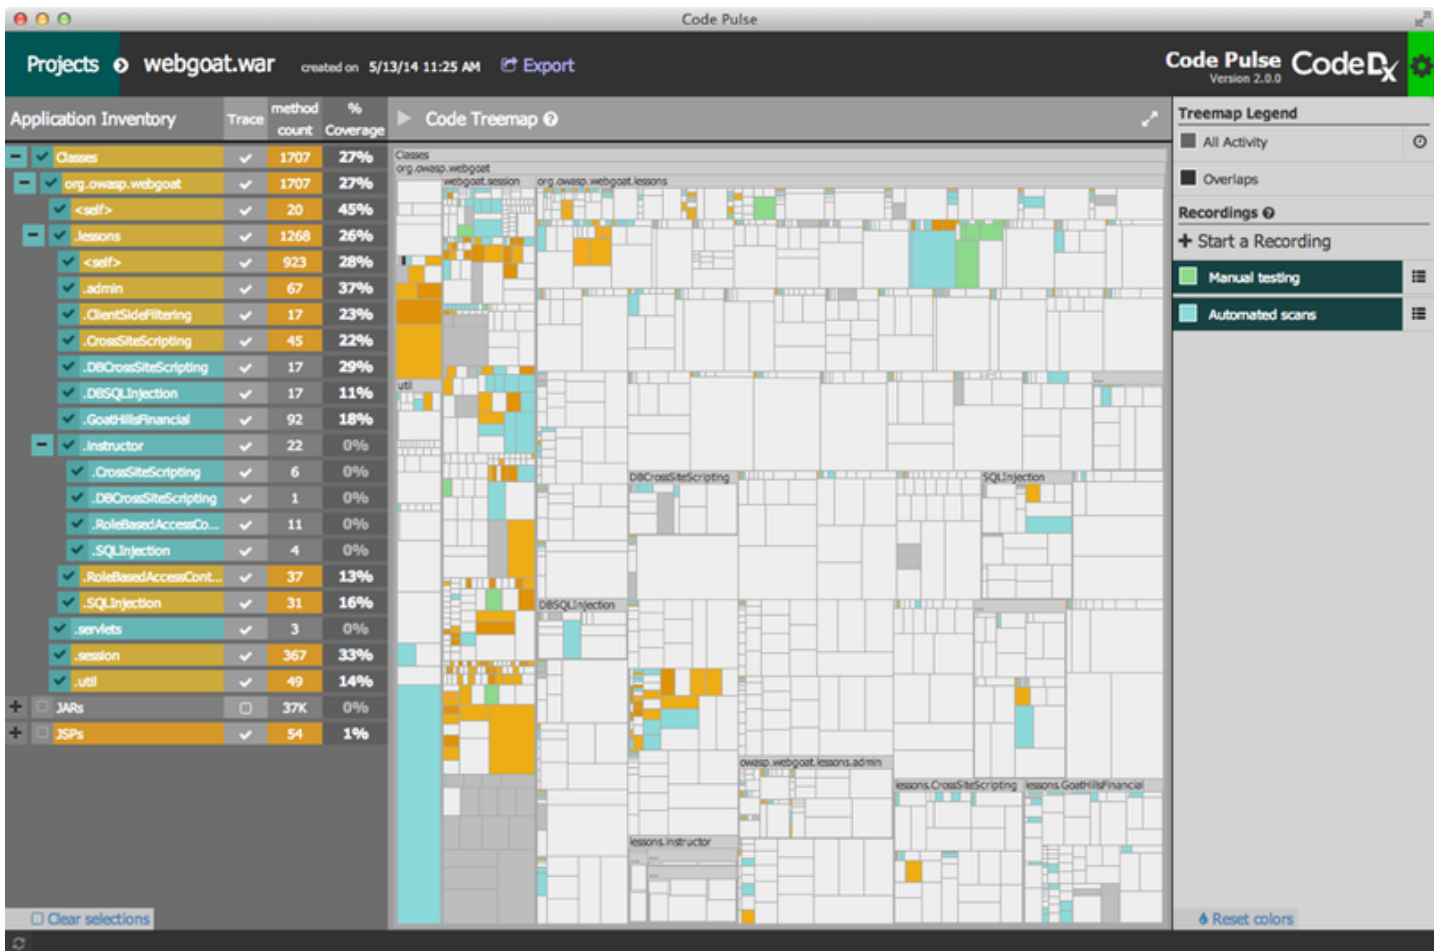 Code Pulse
Projects webgoat.war created on 5/13/14 11:25 AM Export
Code Pulse
Version 2.0.0
CodeDx
Application Inventory Trace method count % Coverage
Classes 1707 27%
org.owasp.webgoat 1707 27%
<self> 20 45%
.lessons 1268 26%
<self> 923 28%
.admin 67 37%
.ClientSideFiltering 17 23%
.CrossSiteScripting 45 22%
.DBCrossSiteScripting 17 29%
.DBSQLInjection 17 11%
.GoatHillsFinancial 92 18%
.Instructor 22 0%
.CrossSiteScripting 6 0%
.DBCrossSiteScripting 1 0%
.RoleBasedAccessCo... 11 0%
.SQLInjection 4 0%
.RoleBasedAccessCont... 37 13%
.SQLInjection 31 16%
.servlets 3 0%
.session 367 33%
.util 49 14%
JARs 37K 0%
JSPs 54 1%
Clear selections
Code Treemap
Classes
org.owasp.webgoat
webgoat.session
org.owasp.webgoat.lessons
util
...
DBCrossSiteScripting
SQLInjection
DBSQLInjection
...
owasp.webgoat.lessons.admin
lessons.CrossSiteScripting
lessons.GoatHillsFinancial
lessons.instructor
...
...
Treemap Legend
All Activity
Overlaps
Recordings
+ Start a Recording
Manual testing
Automated scans
Reset colors